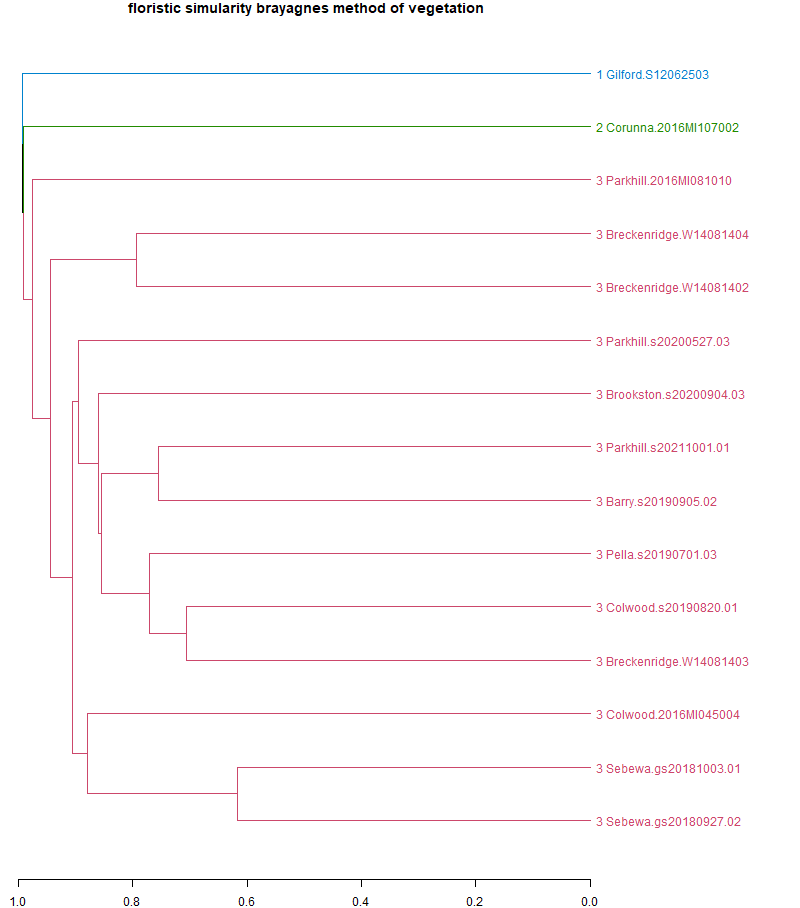 floristic simularity brayagnes method of vegetation
1 Gilford.S12062503
2 Corunna.2016MI107002
3 Parkhill.2016MI081010
3 Breckenridge.W14081404
3 Breckenridge.W14081402
3 Parkhill.s20200527.03
3 Brookston.s20200904.03
3 Parkhill.s20211001.01
3 Barry.s20190905.02
3 Pella.s20190701.03
3 Colwood.s20190820.01
3 Breckenridge.W14081403
3 Colwood.2016MI045004
3 Sebewa.gs20181003.01
3 Sebewa.gs20180927.02
1.0 0.8 0.6 0.4 0.2 0.0